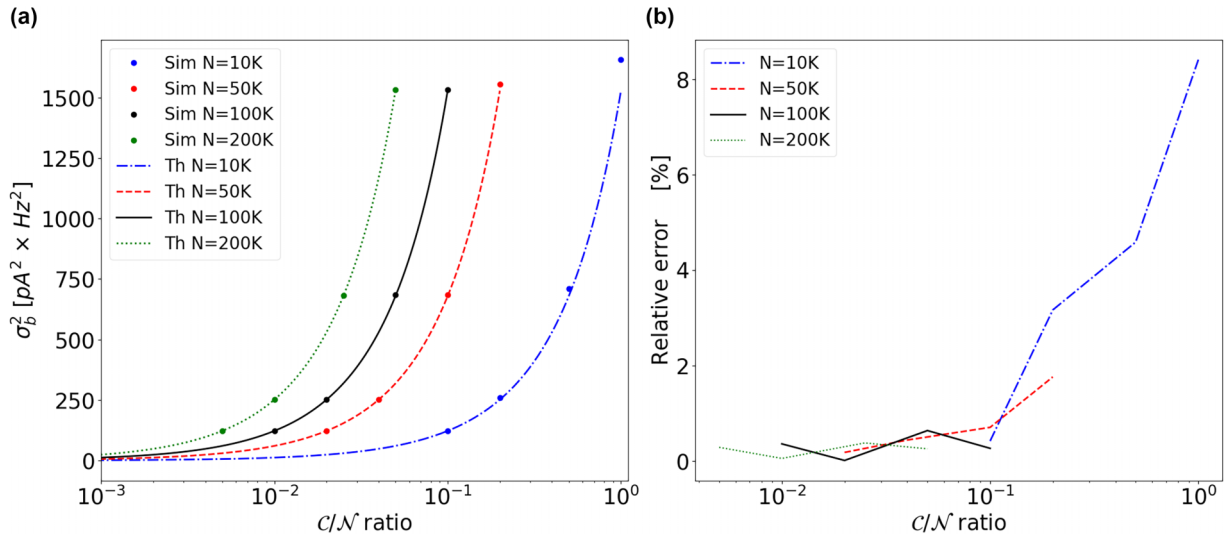 (a)
Sim N=10K
Sim N=50K
Sim N=100K
Sim N=200K
Th N=10K
Th N=50K
Th N=100K
Th N=200K
1500
1250
1000
750
500
250
0
σ_b^2 [pA^2 × Hz^2]
10^-3
10^-2
10^-1
10^0
C/N ratio
(b)
N=10K
N=50K
N=100K
N=200K
8
6
4
2
0
Relative error [%]
10^-2
10^-1
10^0
C/N ratio